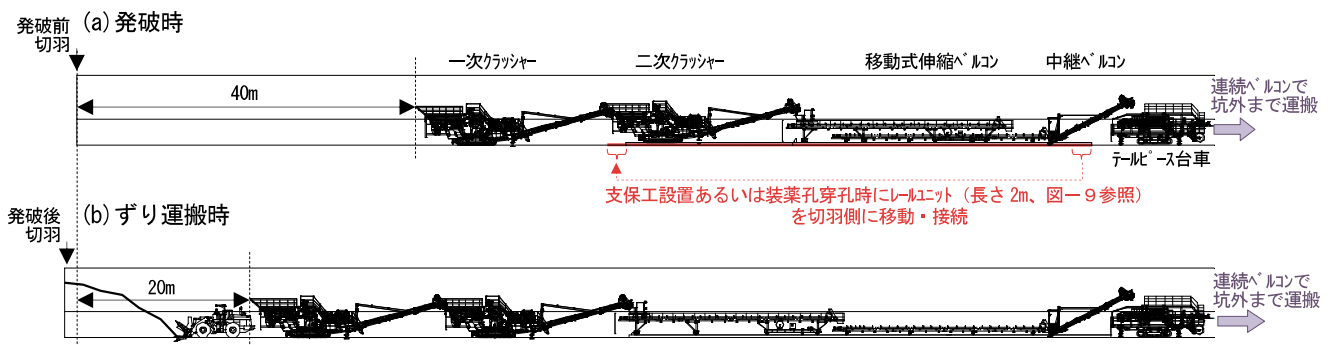 (a)発破時
発破前
切羽
一次ｸﾗｯｼｬｰ
二次ｸﾗｯｼｬｰ
移動式伸縮ﾍﾞﾙｺﾝ
中継ﾍﾞﾙｺﾝ
40m
連続ﾍﾞﾙｺﾝで
坑外まで運搬
ﾃｰﾙﾋﾟｰｽ台車
支保工設置あるいは装薬孔穿孔時にﾚｰﾙﾕﾆｯﾄ（長さ2m、図－９参照）
を切羽側に移動・接続
発破後
切羽
(b)ずり運搬時
20m
連続ﾍﾞﾙｺﾝで
坑外まで運搬